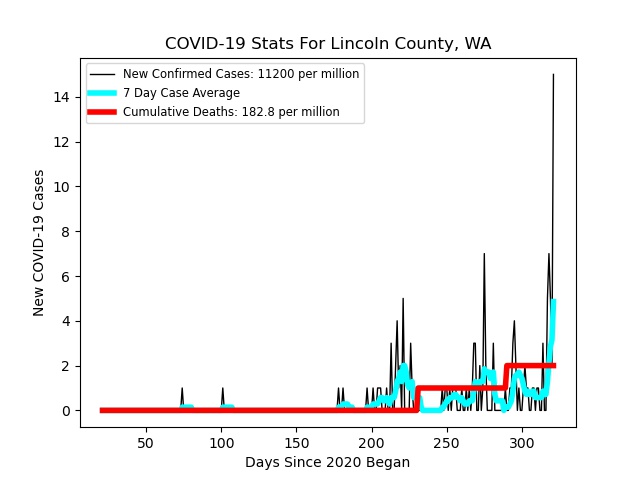 COVID-19 Stats For Lincoln County, WA
New Confirmed Cases: 11200 per million
7 Day Case Average
Cumulative Deaths: 182.8 per million
New COVID-19 Cases
14
12
10
8
6
4
2
0
50 100 150 200 250 300
Days Since 2020 Began